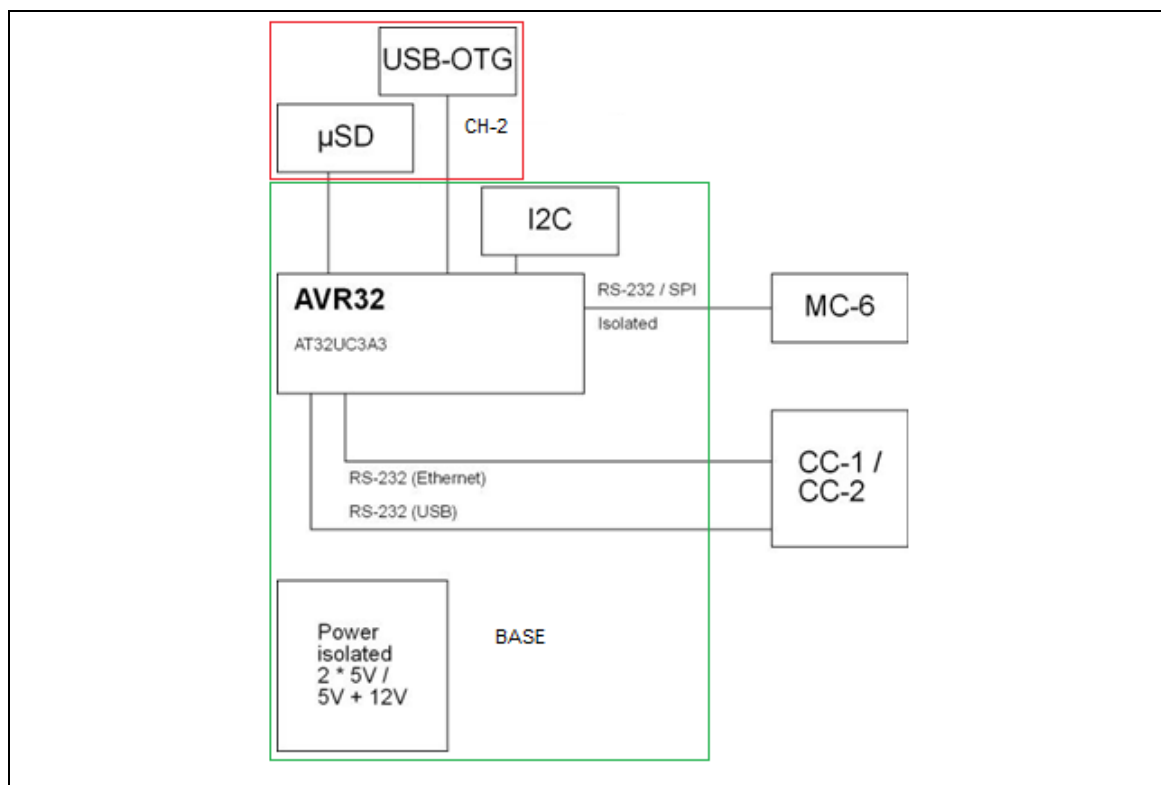 USB-OTG
µSD
CH-2
I2C
AVR32
AT32UC3A3
RS-232 / SPI
Isolated
MC-6
CC-1 /
CC-2
RS-232 (Ethernet)
RS-232 (USB)
Power
isolated
2 * 5V /
5V + 12V
BASE